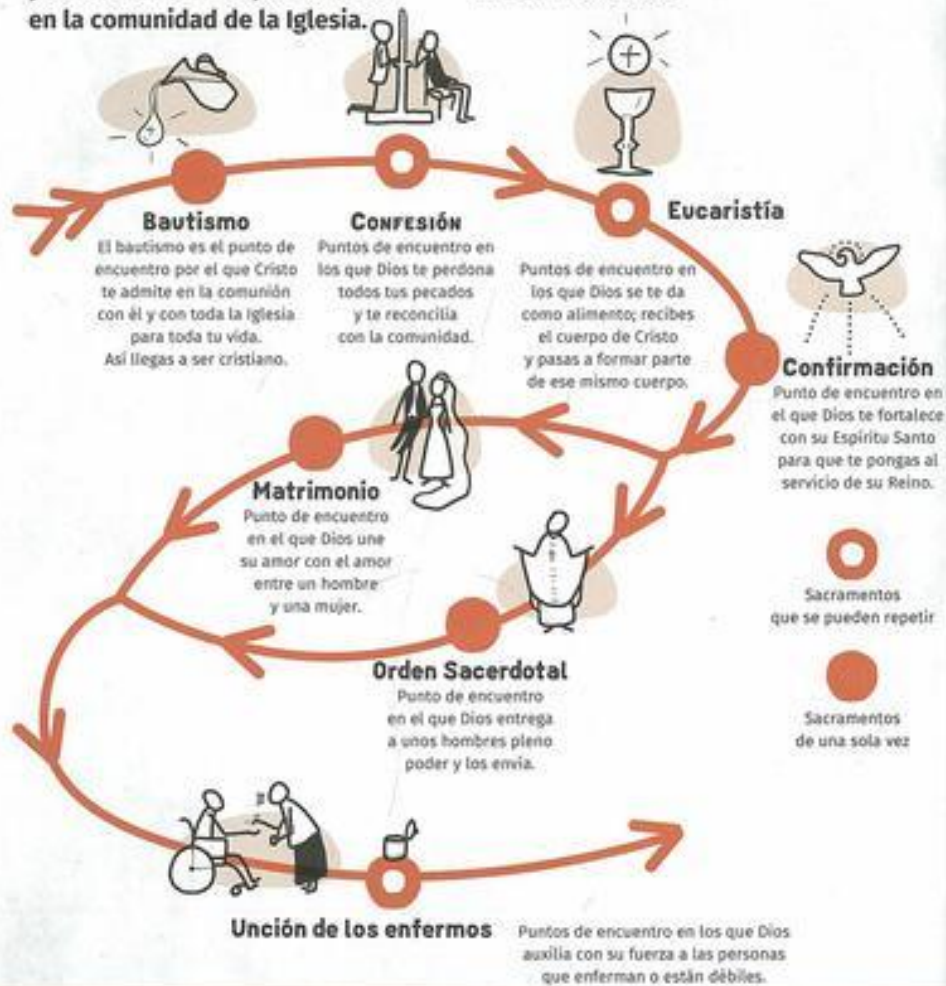 en la comunidad de la Iglesia.
Bautismo
El bautismo es el punto de
encuentro por el que Cristo
te admite en la comunión
con él y con toda la Iglesia
para toda tu vida.
Así llegas a ser cristiano.
CONFESIÓN
Puntos de encuentro en
los que Dios te perdona
todos tus pecados
y te reconcilia
con la comunidad.
Eucaristía
Puntos de encuentro en
los que Dios se te da
como alimento; recibes
el cuerpo de Cristo
y pasas a formar parte
de ese mismo cuerpo.
Confirmación
Punto de encuentro en
el que Dios te fortalece
con su Espíritu Santo
para que te pongas al
servicio de su Reino.
Matrimonio
Punto de encuentro
en el que Dios une
su amor con el amor
entre un hombre
y una mujer.
Orden Sacerdotal
Punto de encuentro
en el que Dios entrega
a unos hombres pleno
poder y los envía.
Sacramentos
que se pueden repetir
Sacramentos
de una sola vez
Unción de los enfermos
Puntos de encuentro en los que Dios
auxilia con su fuerza a las personas
que enferman o están débiles.